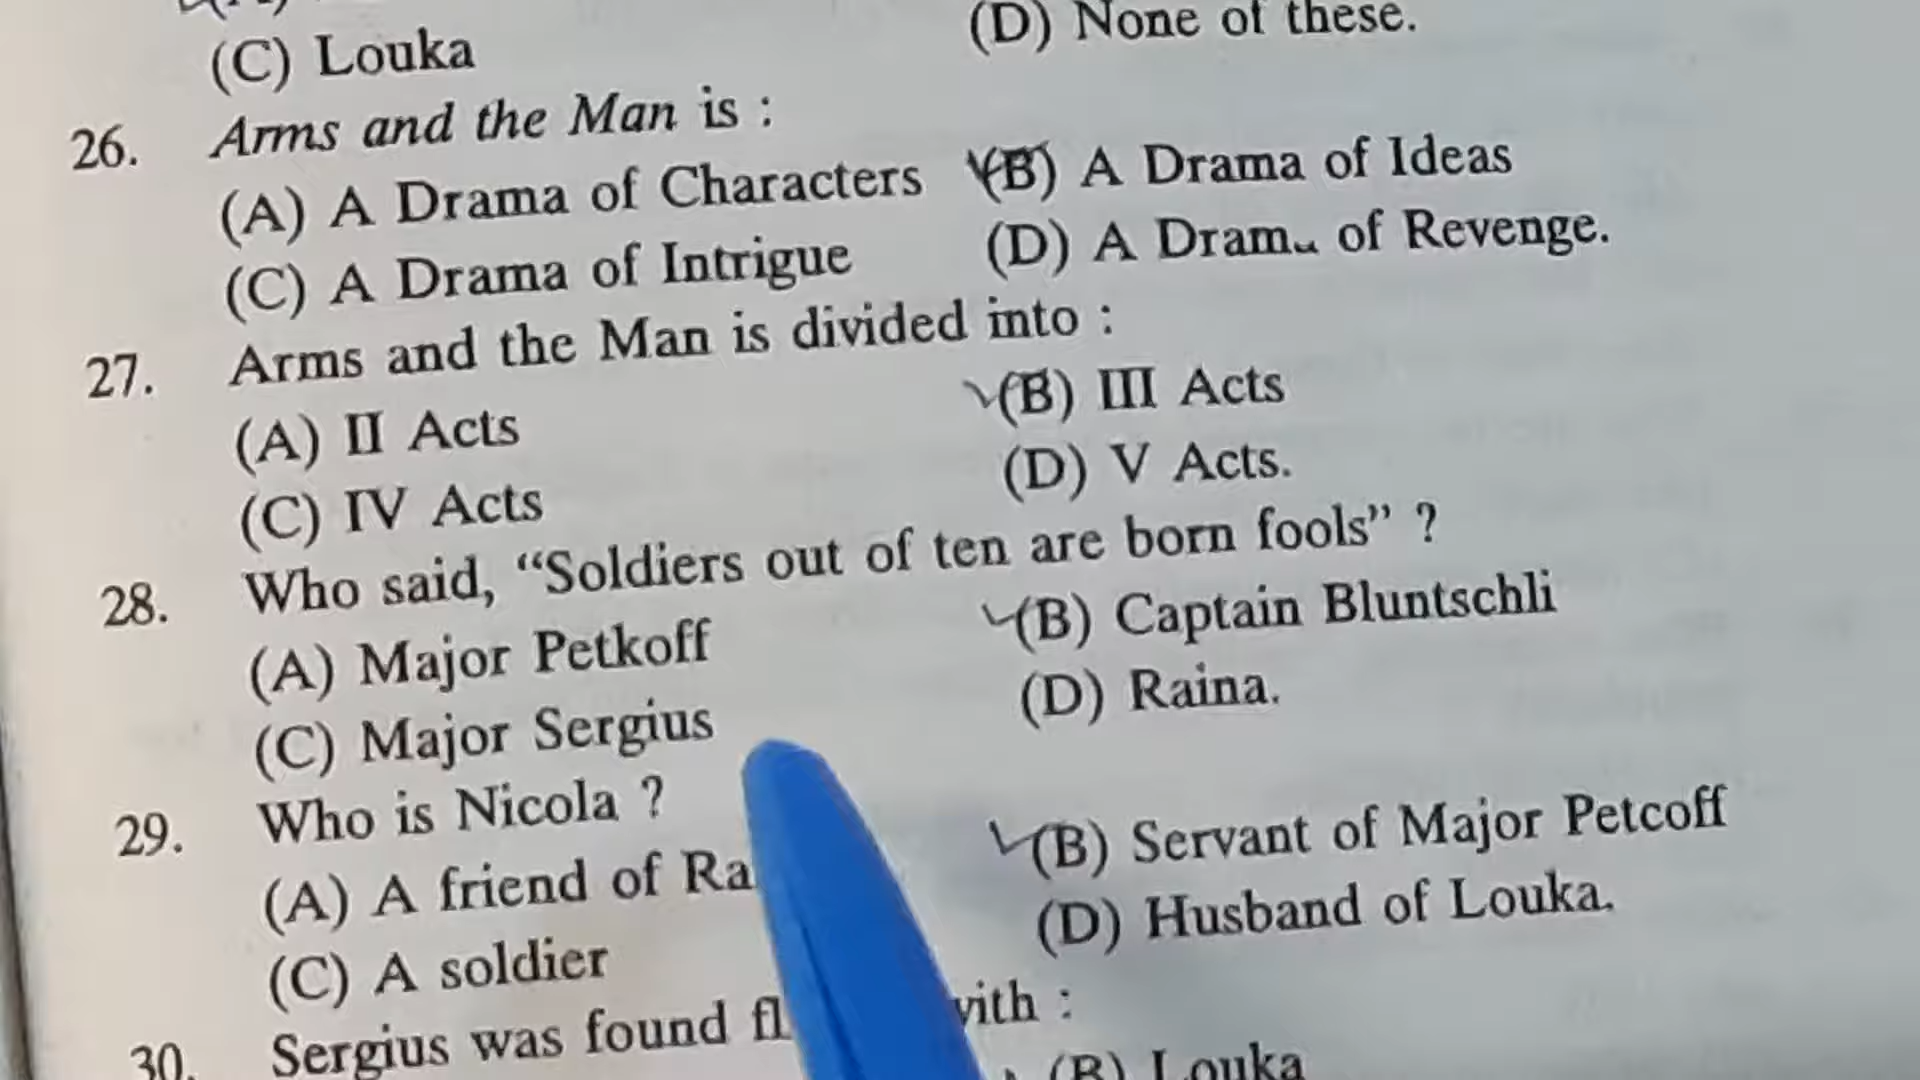 (C) Louka (D) None of these.
26. Arms and the Man is :
(A) A Drama of Characters (B) A Drama of Ideas
(C) A Drama of Intrigue (D) A Dram of Revenge.
27. Arms and the Man is divided into :
(A) II Acts (B) III Acts
(C) IV Acts (D) V Acts.
28. Who said, “Soldiers out of ten are born fools” ?
(A) Major Petkoff (B) Captain Bluntschli
(C) Major Sergius (D) Raina.
29. Who is Nicola ?
(A) A friend of Ra (B) Servant of Major Petcoff
(C) A soldier (D) Husband of Louka.
30. Sergius was found fl with :
(B) Louka